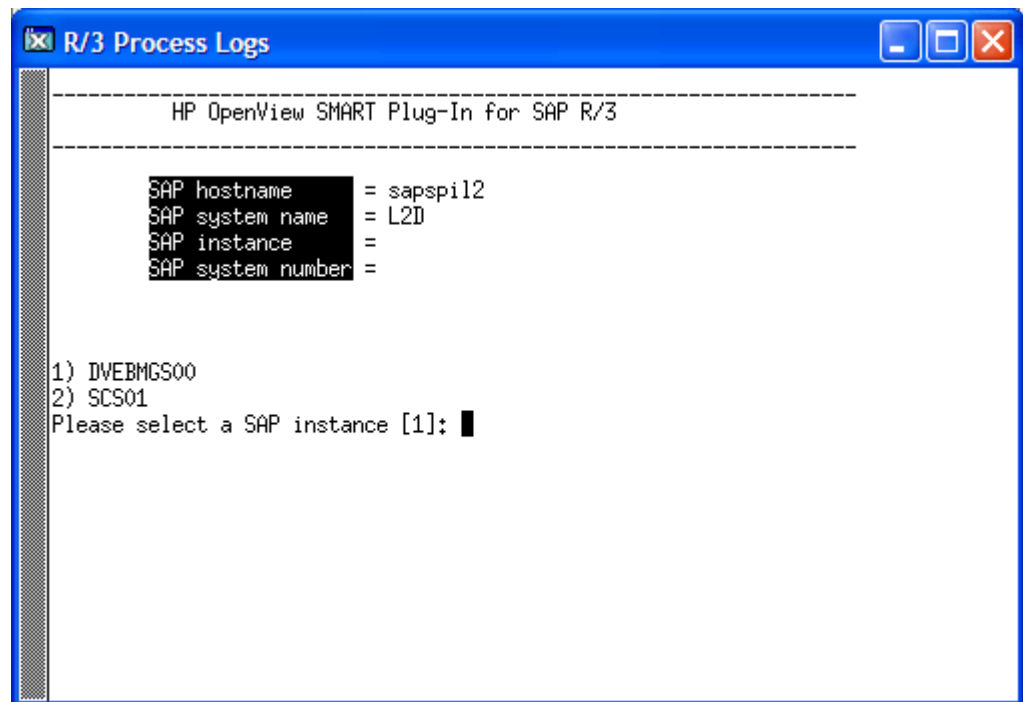 R/3 Process Logs
-------------------------------------------------------------------
HP OpenView SMART Plug-In for SAP R/3
-------------------------------------------------------------------
SAP hostname = sapspil2
SAP system name = L2D
SAP instance =
SAP system number =
1) DVEBMGS00
2) SCS01
Please select a SAP instance [1]: